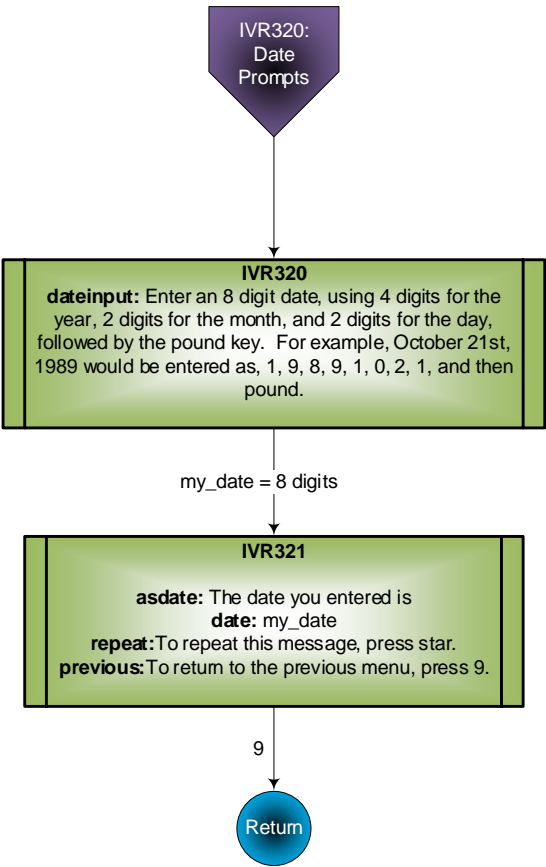 IVR320:
Date
Prompts
IVR320
dateinput: Enter an 8 digit date, using 4 digits for the
year, 2 digits for the month, and 2 digits for the day,
followed by the pound key. For example, October 21st,
1989 would be entered as, 1, 9, 8, 9, 1, 0, 2, 1, and then
pound.
my_date = 8 digits
IVR321
asdate: The date you entered is
date: my_date
repeat:To repeat this message, press star.
previous:To return to the previous menu, press 9.
9
Return